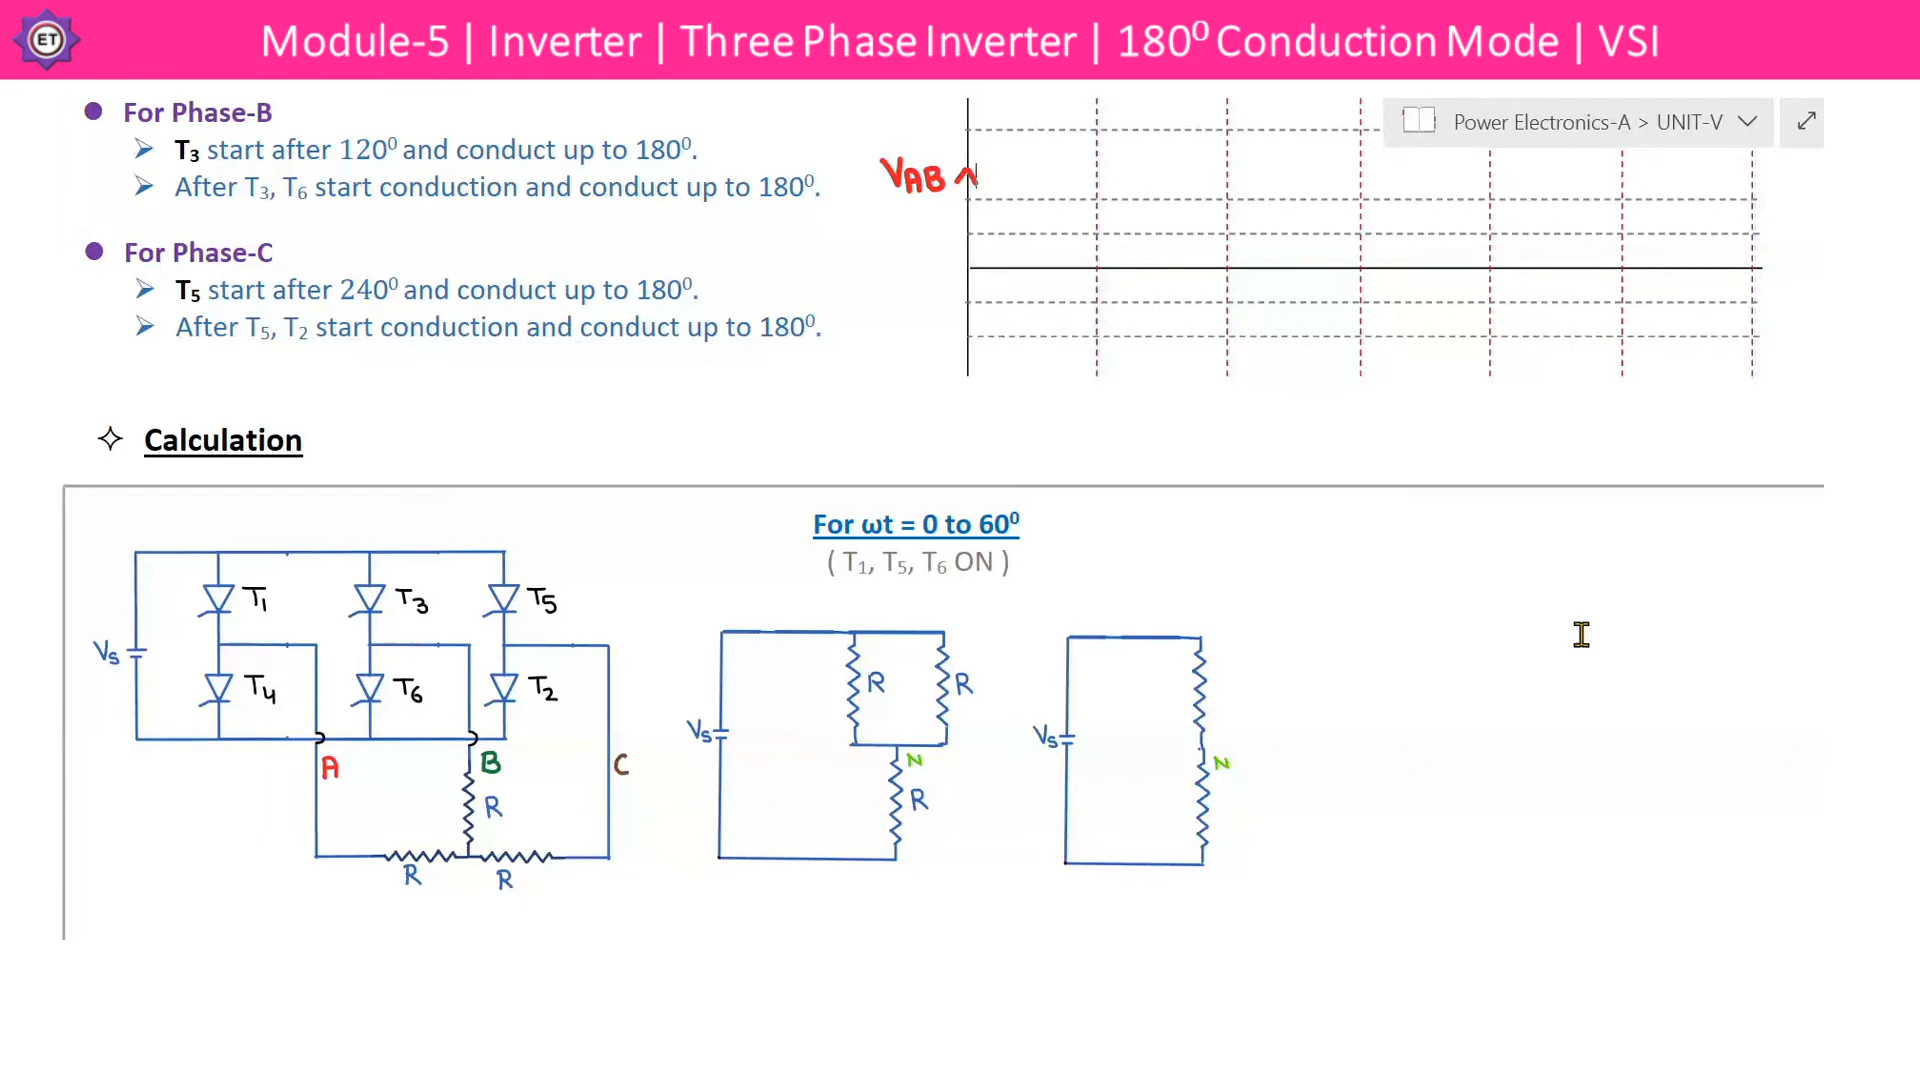 ET
Module-5 | Inverter | Three Phase Inverter | 180⁰ Conduction Mode | VSI
For Phase-B
T₃ start after 120⁰ and conduct up to 180⁰.
After T₃, T₆ start conduction and conduct up to 180⁰.
For Phase-C
T₅ start after 240⁰ and conduct up to 180⁰.
After T₅, T₂ start conduction and conduct up to 180⁰.
Power Electronics-A > UNIT-V
VAB
Calculation
For ωt = 0 to 60⁰
( T₁, T₅, T₆ ON )
T1
T3
T5
Vs
T4
T6
T2
A
B
C
R
R
R
Vs
R
R
N
R
Vs
N